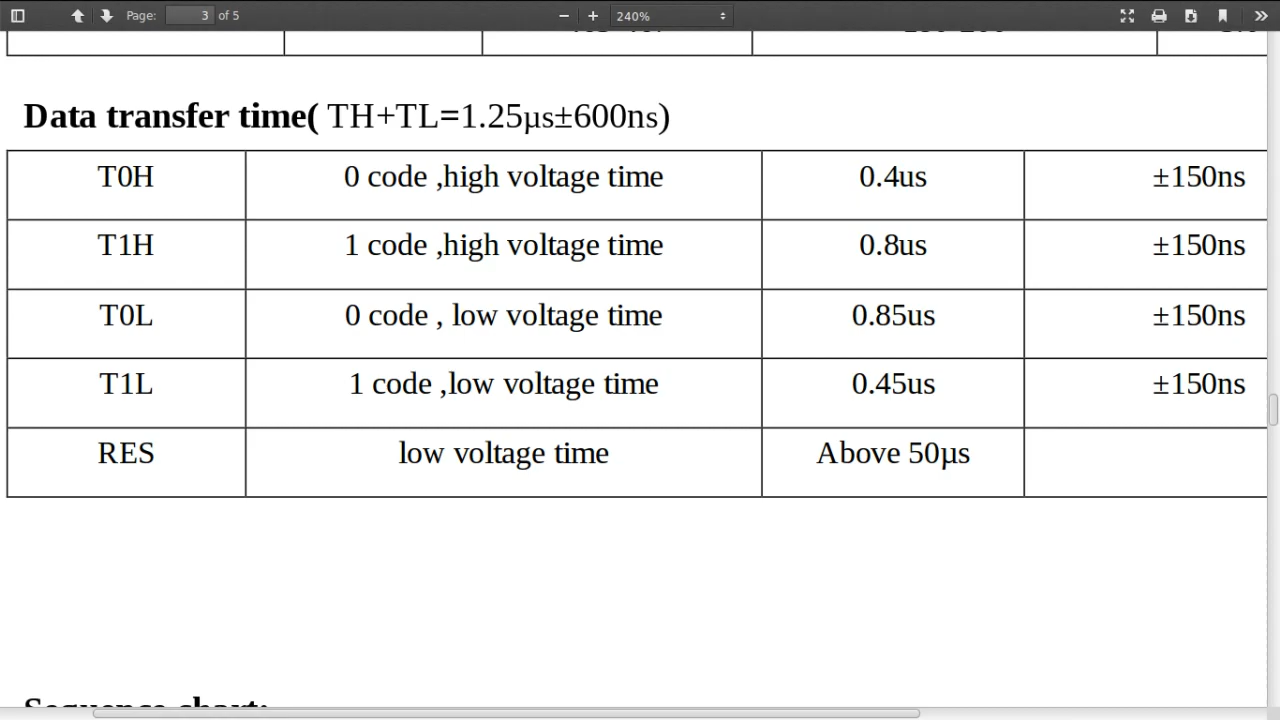 Page: 3 of 5 240%
Data transfer time( TH+TL=1.25µs±600ns)
T0H 0 code ,high voltage time 0.4us ±150ns
T1H 1 code ,high voltage time 0.8us ±150ns
T0L 0 code , low voltage time 0.85us ±150ns
T1L 1 code ,low voltage time 0.45us ±150ns
RES low voltage time Above 50µs
Sequence chart: